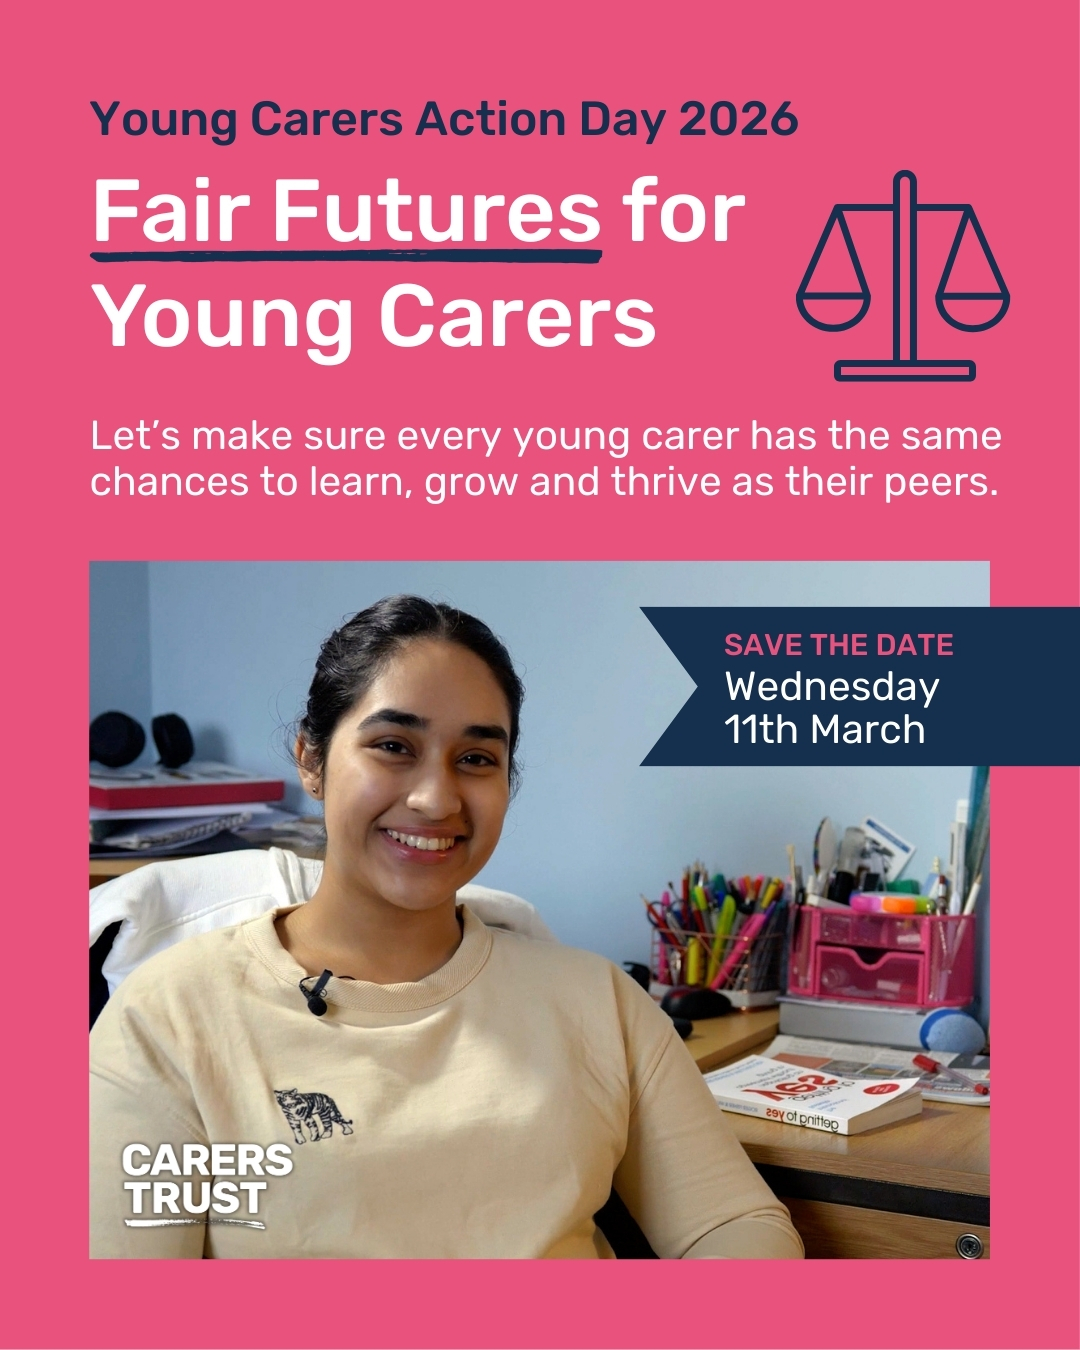 Young Carers Action Day 2026
Fair Futures for
Young Carers
Let's make sure every young carer has the same
chances to learn, grow and thrive as their peers.
SAVE THE DATE
Wednesday
11th March
getting to yes
CARERS
TRUST